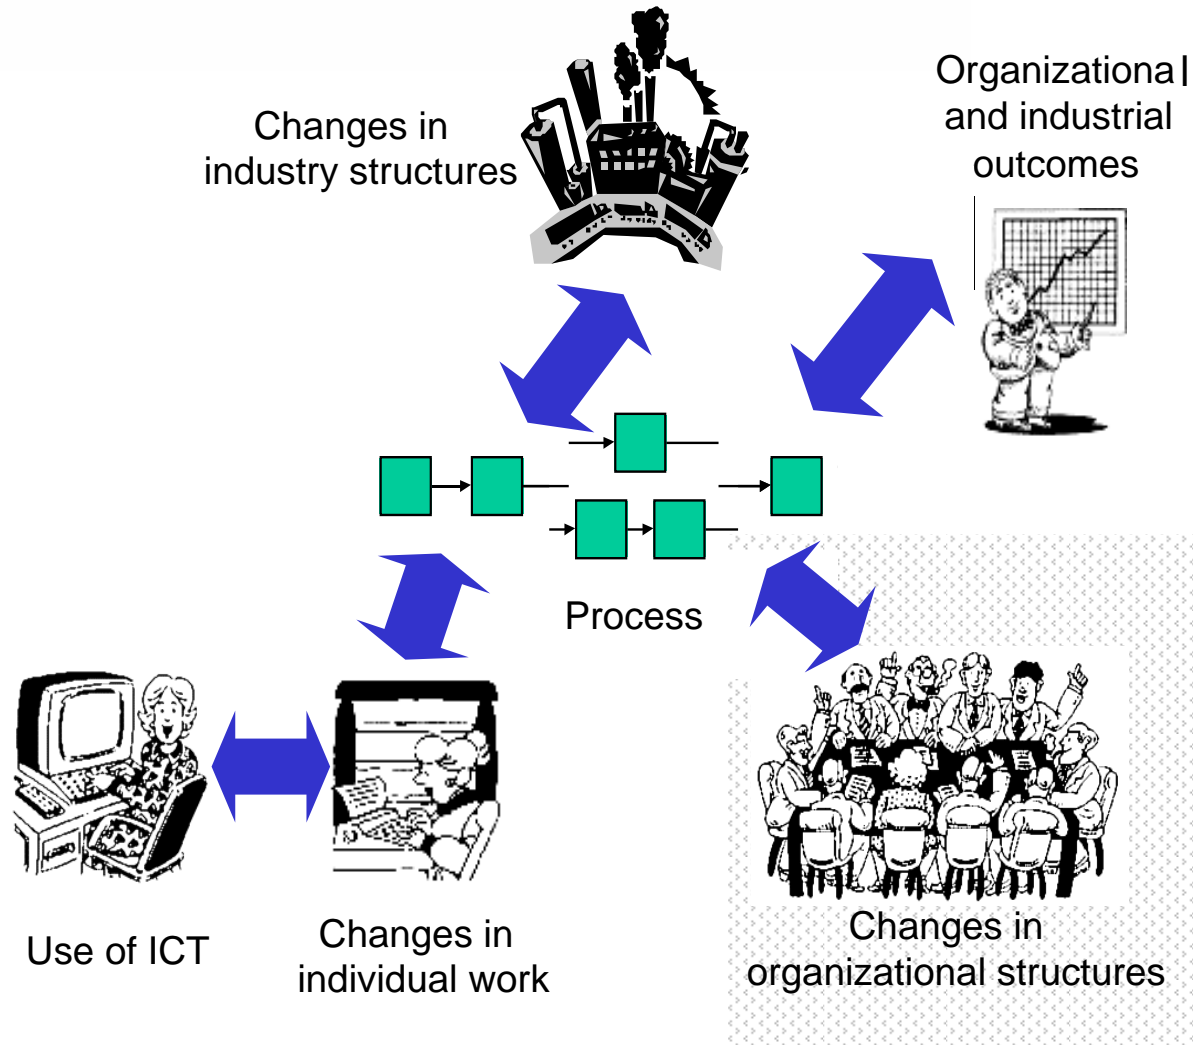 Changes in
industry structures
Organizational
and industrial
outcomes
Process
Use of ICT
Changes in
individual work
Changes in
organizational structures